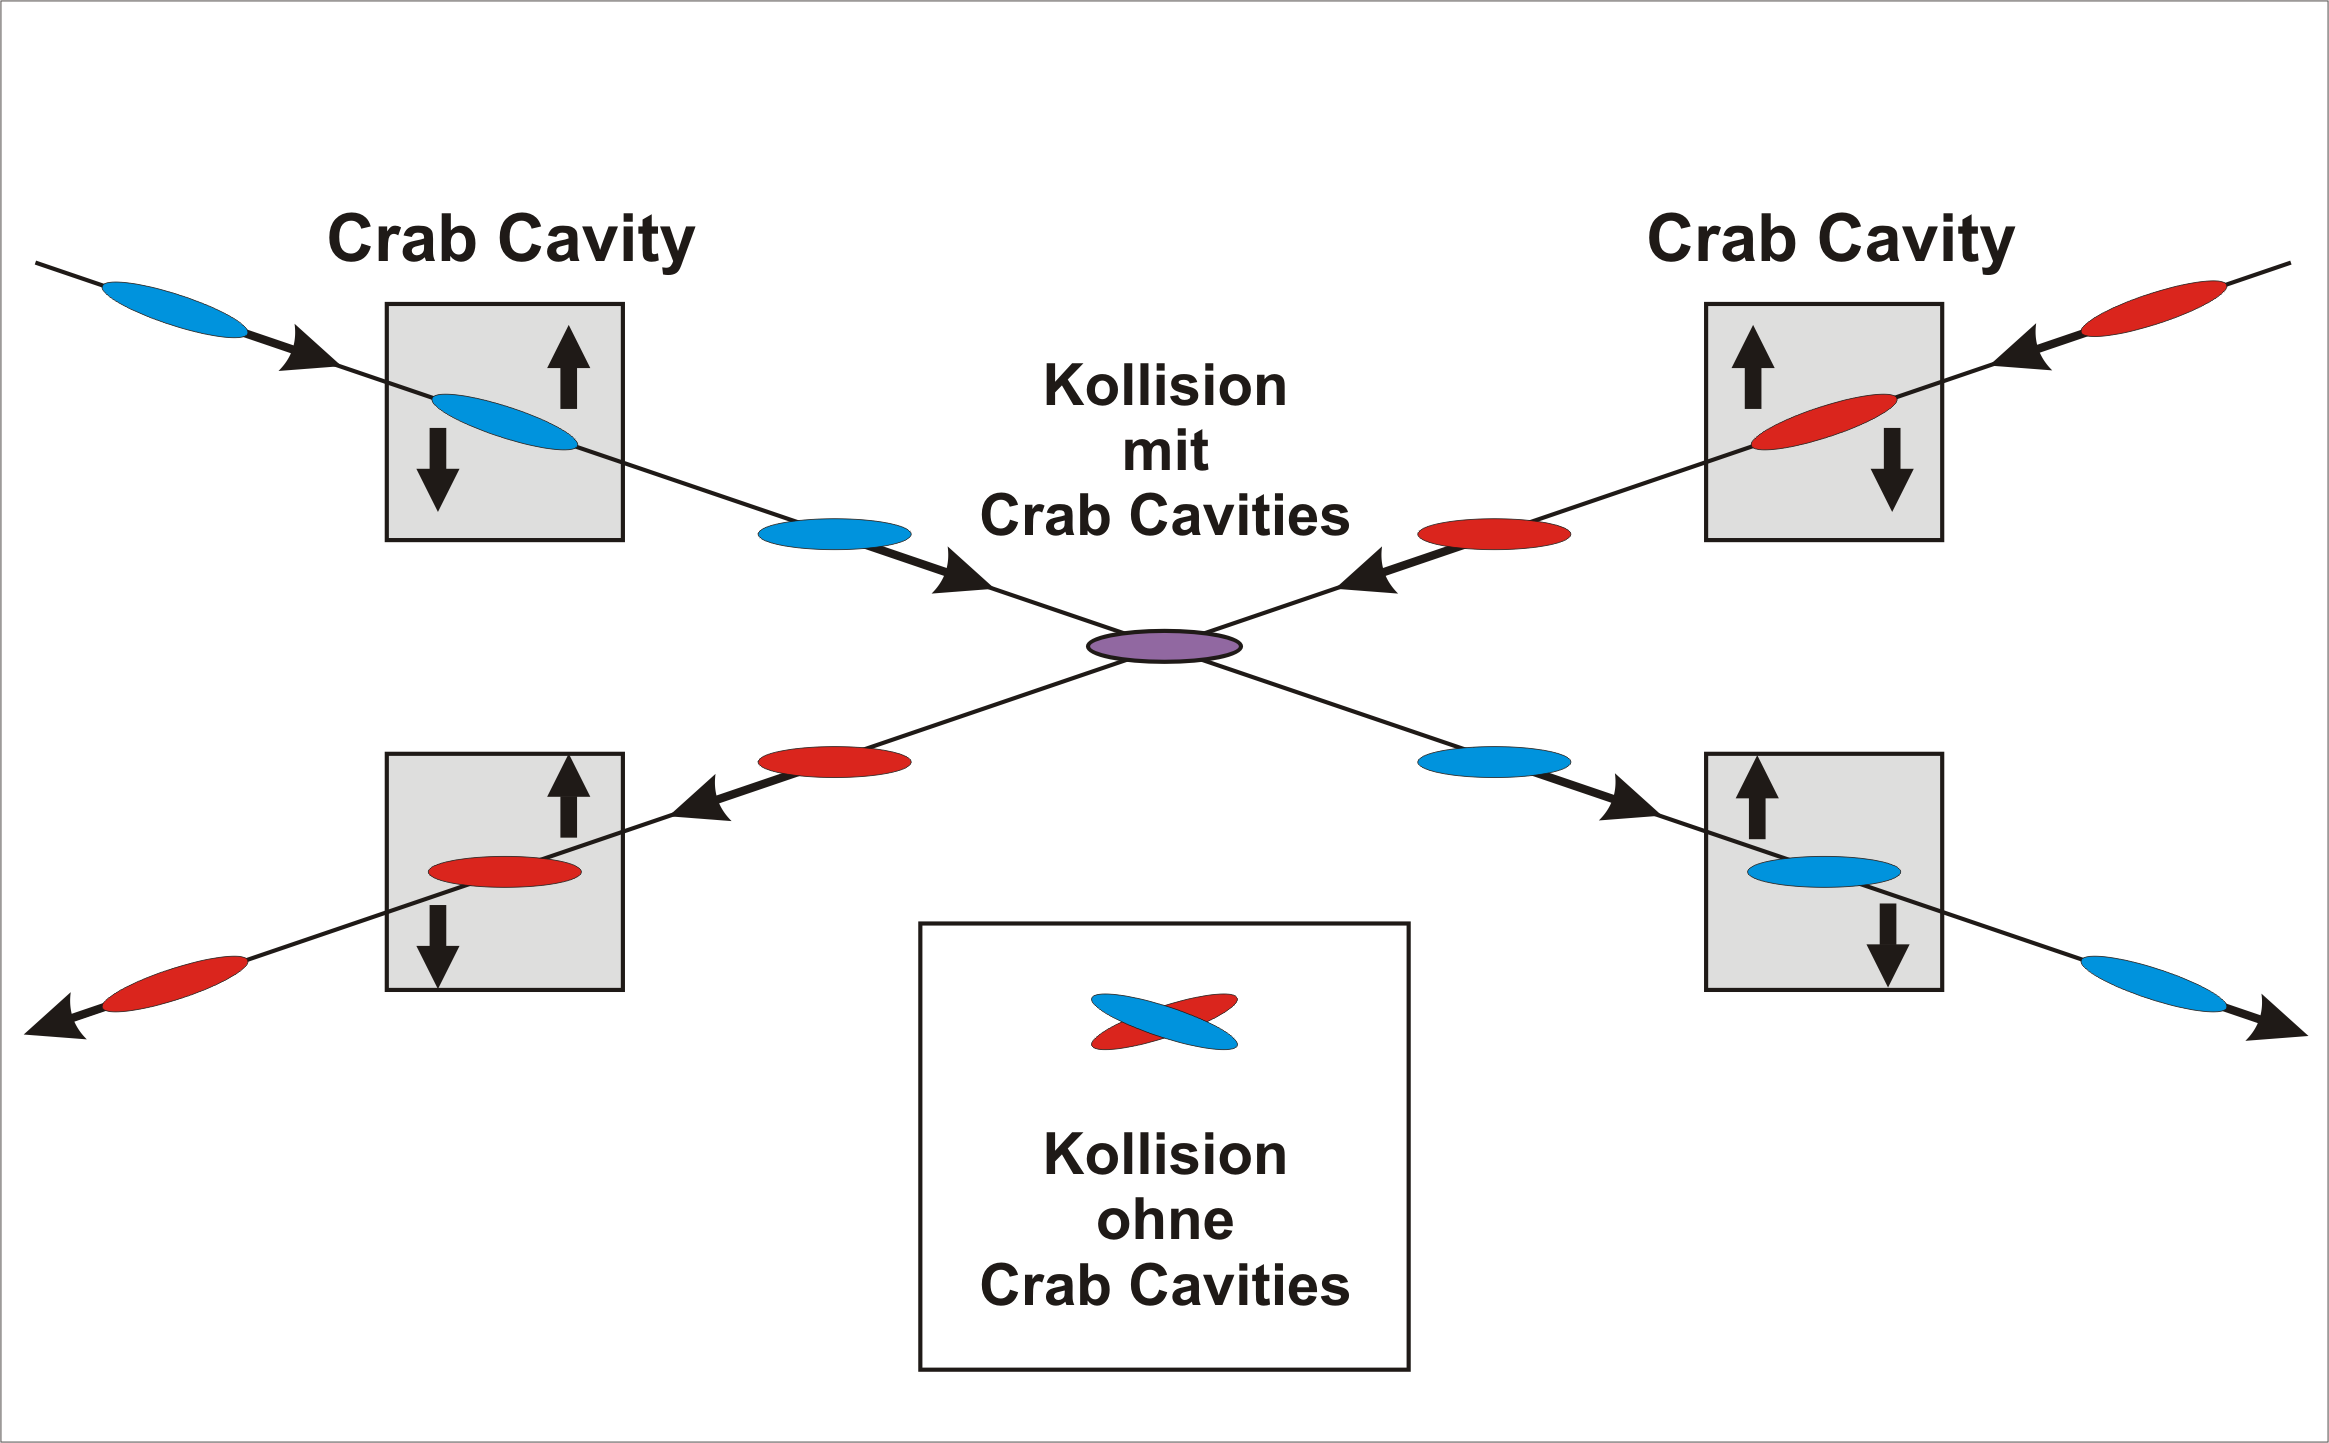 Crab Cavity
Crab Cavity
Kollision
mit
Crab Cavities
Kollision
ohne
Crab Cavities